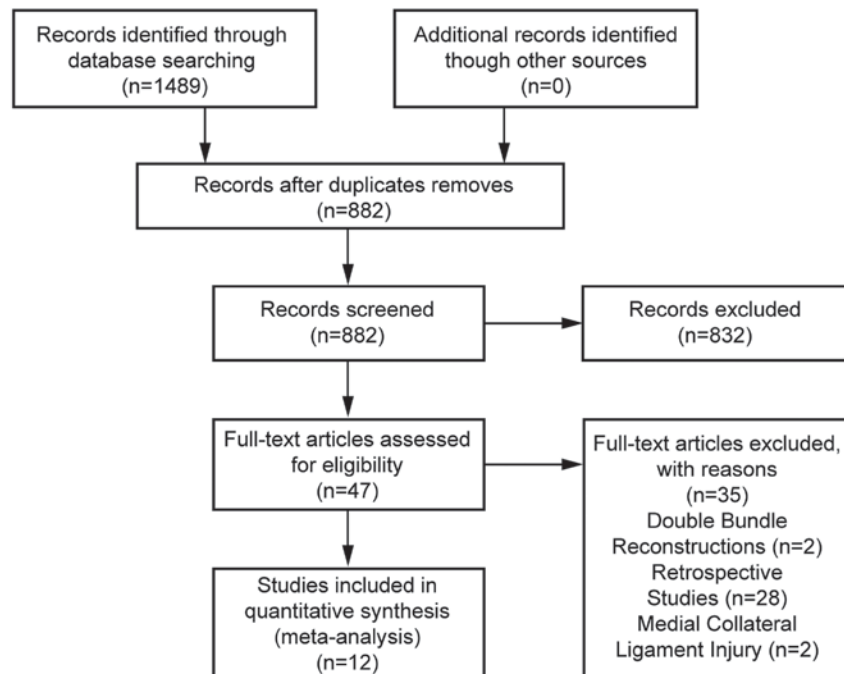 Records identified through
database searching
(n=1489)
Additional records identified
though other sources
(n=0)
Records after duplicates removes
(n=882)
Records screened
(n=882)
Records excluded
(n=832)
Full-text articles assessed
for eligibility
(n=47)
Full-text articles excluded,
with reasons
(n=35)
Double Bundle
Reconstructions (n=2)
Retrospective
Studies (n=28)
Medial Collateral
Ligament Injury (n=2)
Studies included in
quantitative synthesis
(meta-analysis)
(n=12)